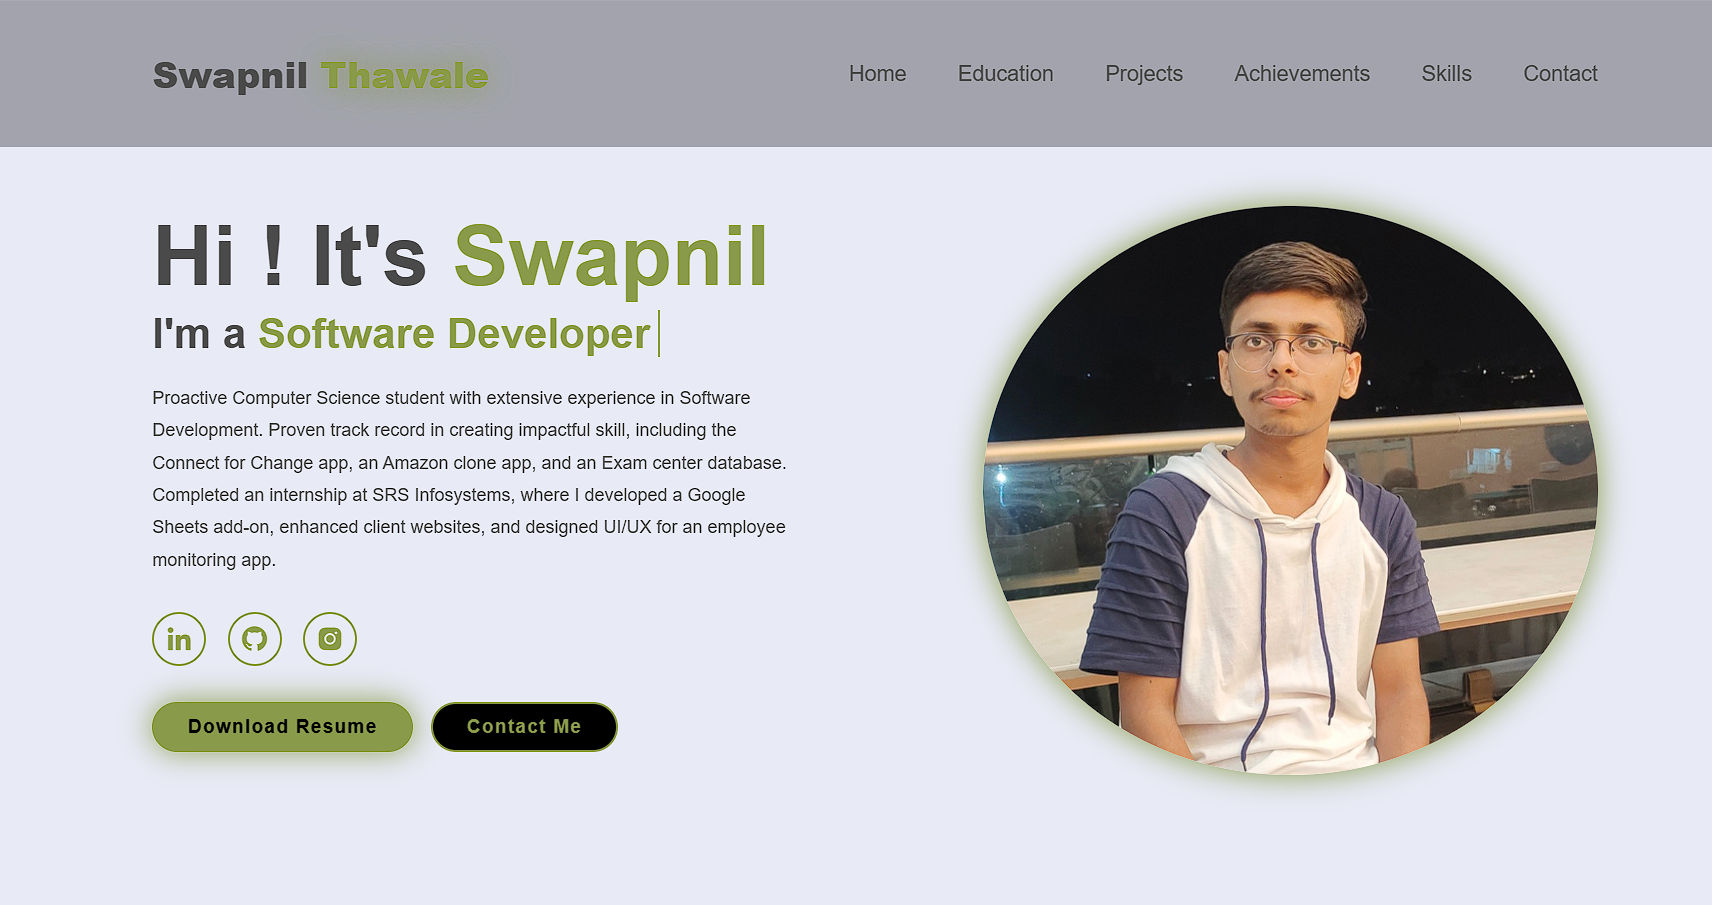 Swapnil Thawale
Home Education Projects Achievements Skills Contact
Hi ! It's Swapnil
I'm a Software Developer
Proactive Computer Science student with extensive experience in Software
Development. Proven track record in creating impactful skill, including the
Connect for Change app, an Amazon clone app, and an Exam center database.
Completed an internship at SRS Infosystems, where I developed a Google
Sheets add-on, enhanced client websites, and designed UI/UX for an employee
monitoring app.
in
Download Resume Contact Me